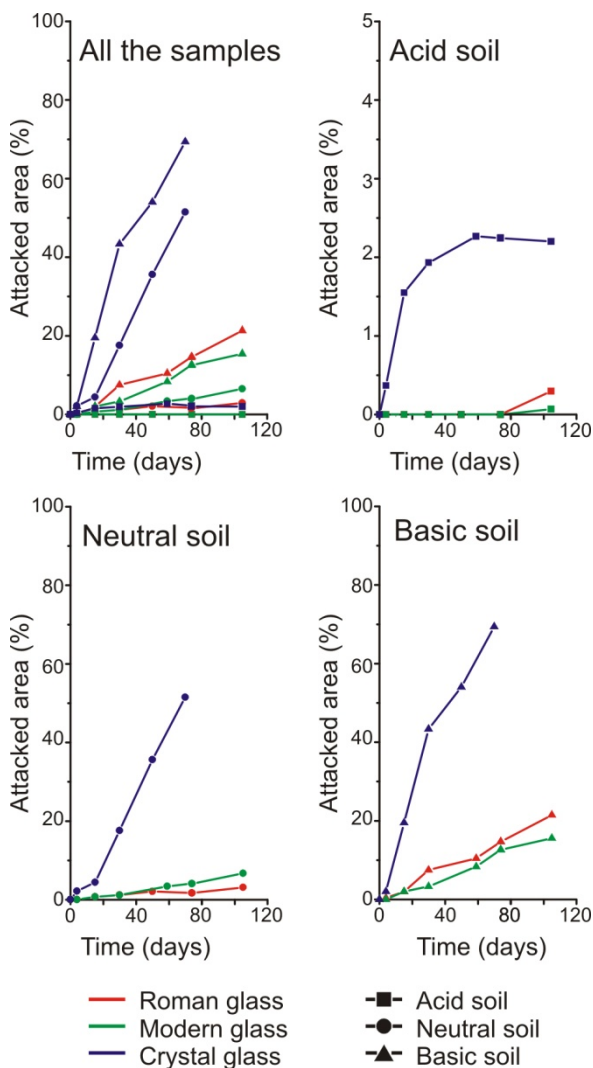 All the samples
Attacked area (%)
100
80
60
40
20
0
0 40 80 120
Time (days)
Acid soil
Attacked area (%)
5
4
3
2
1
0
0 40 80 120
Time (days)
Neutral soil
Attacked area (%)
100
80
60
40
20
0
0 40 80 120
Time (days)
Basic soil
Attacked area (%)
100
80
60
40
20
0
0 40 80 120
Time (days)
Roman glass
Modern glass
Crystal glass
Acid soil
Neutral soil
Basic soil